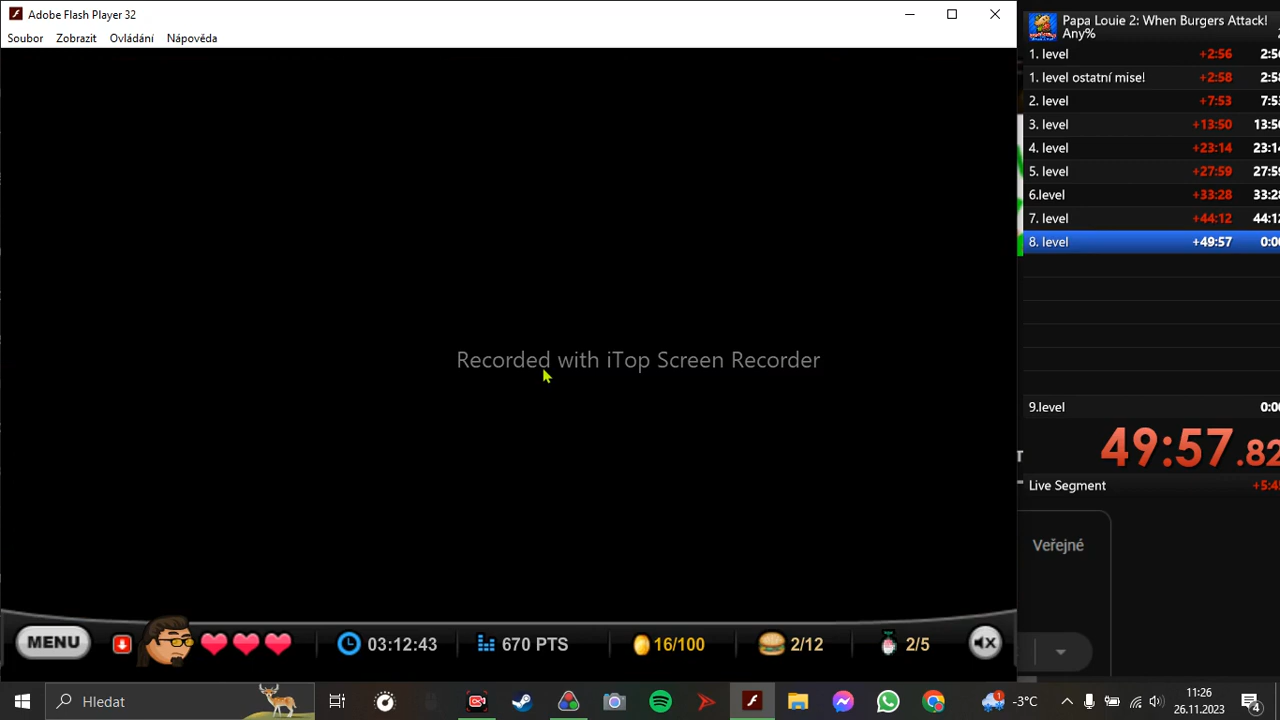 Adobe Flash Player 32
Soubor Zobrazit Ovládání Nápověda
Recorded with iTop Screen Recorder
MENU 03:12:43 670 PTS 16/100 2/12 2/5
Papa Louie 2: When Burgers Attack!
Any%
1. level +2:56
1. level ostatní mise! +2:58
2. level +7:53 7:53
3. level +13:50
4. level +23:14
5. level +27:59
6.level +33:28
7. level +44:12
8. level +49:57
9.level
49:57.82
Live Segment
Veřejné
Hledat
-3°C
11:26
26.11.2023
4